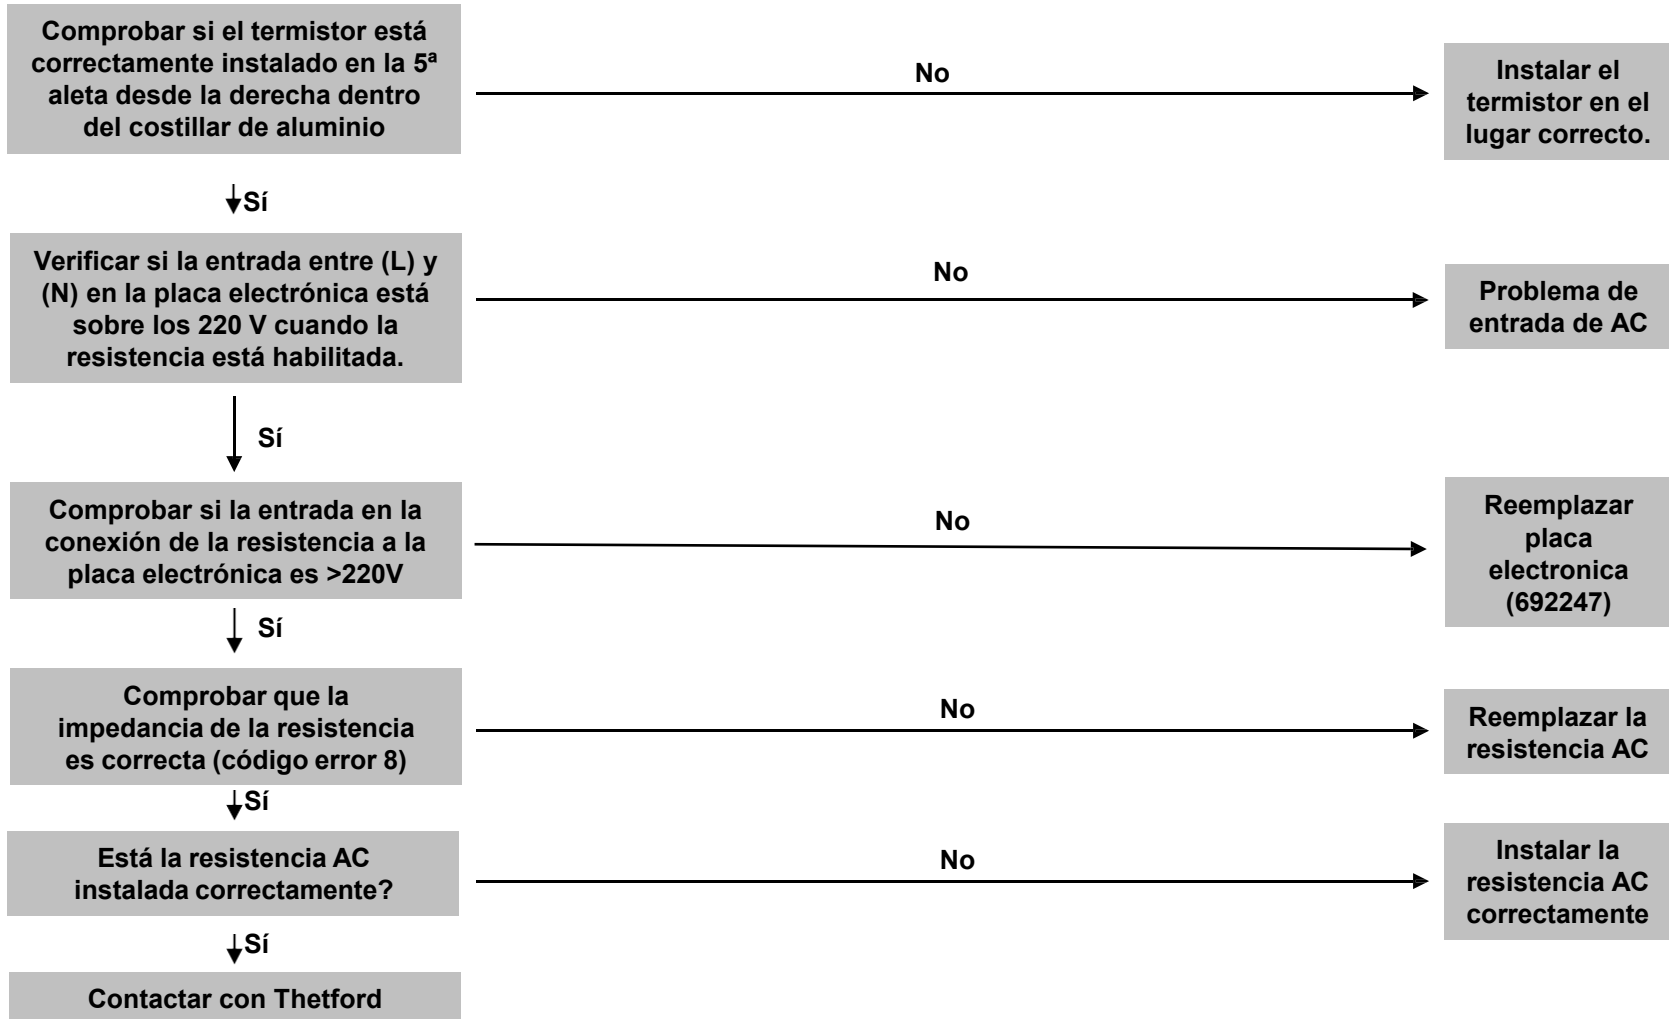 Comprobar si el termistor está
correctamente instalado en la 5ª
aleta desde la derecha dentro
del costillar de aluminio
No
Instalar el
termistor en el
lugar correcto.
Sí
Verificar si la entrada entre (L) y
(N) en la placa electrónica está
sobre los 220 V cuando la
resistencia está habilitada.
No
Problema de
entrada de AC
Sí
Comprobar si la entrada en la
conexión de la resistencia a la
placa electrónica es >220V
No
Reemplazar
placa
electronica
(692247)
Sí
Comprobar que la
impedancia de la resistencia
es correcta (código error 8)
No
Reemplazar la
resistencia AC
Sí
Está la resistencia AC
instalada correctamente?
No
Instalar la
resistencia AC
correctamente
Sí
Contactar con Thetford